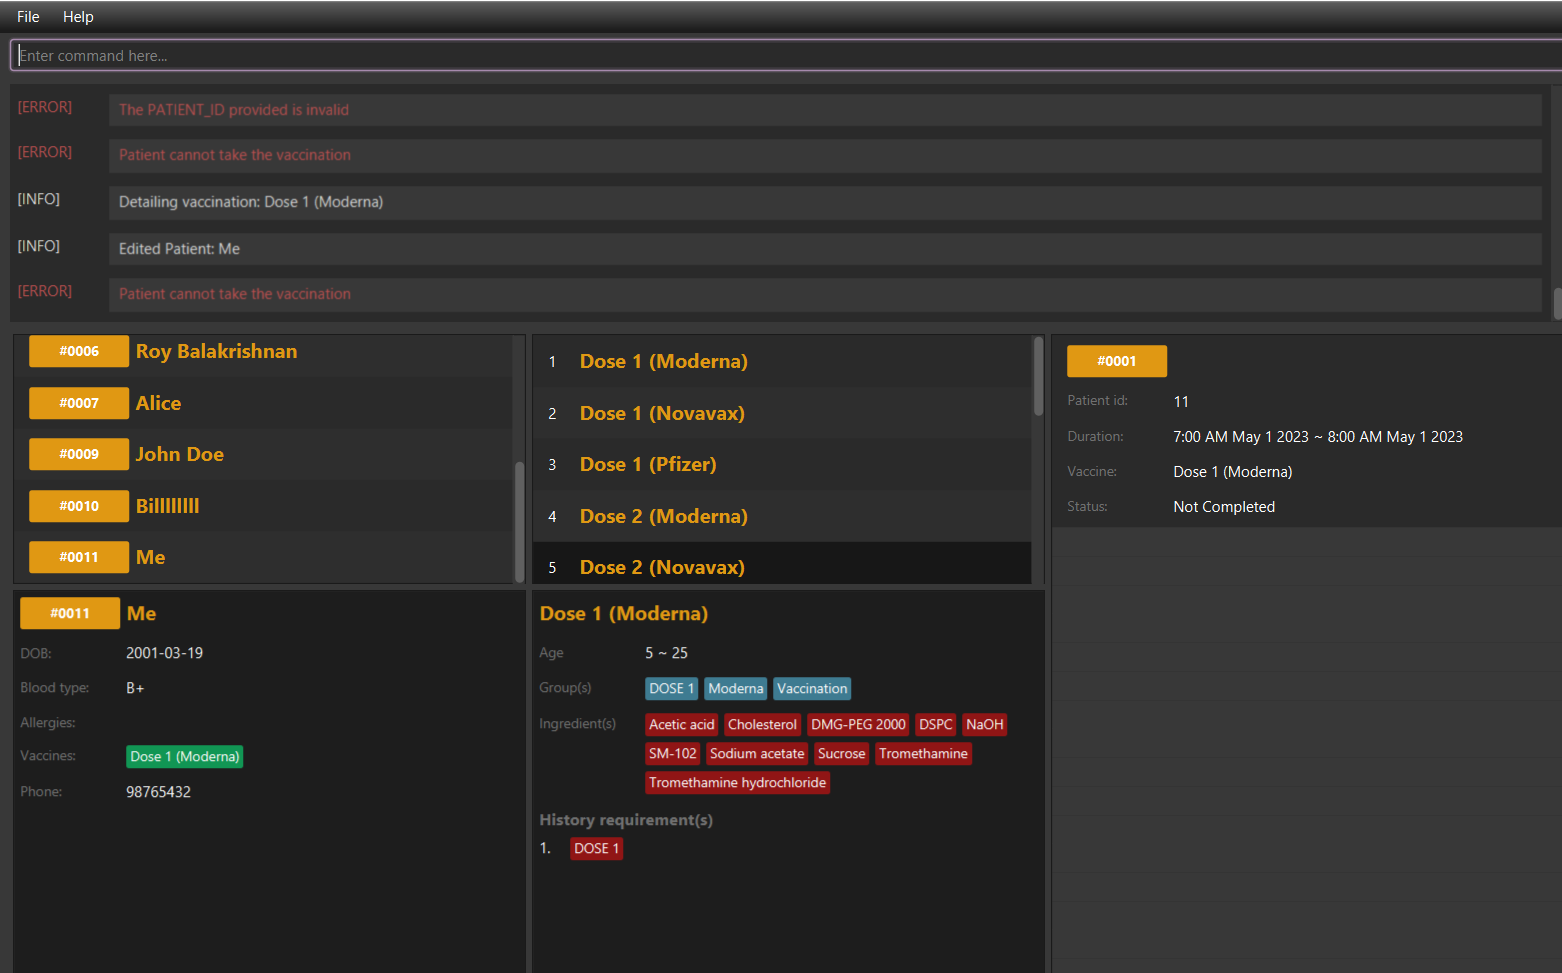 File Help
Enter command here...
[ERROR] The PATIENT_ID provided is invalid
[ERROR] Patient cannot take the vaccination
[INFO] Detailing vaccination: Dose 1 (Moderna)
[INFO] Edited Patient: Me
[ERROR] Patient cannot take the vaccination
#0006 Roy Balakrishnan
#0007 Alice
#0009 John Doe
#0010 Billlllllll
#0011 Me
1 Dose 1 (Moderna)
2 Dose 1 (Novavax)
3 Dose 1 (Pfizer)
4 Dose 2 (Moderna)
5 Dose 2 (Novavax)
#0001
Patient id: 11
Duration: 7:00 AM May 1 2023 ~ 8:00 AM May 1 2023
Vaccine: Dose 1 (Moderna)
Status: Not Completed
#0011 Me
DOB: 2001-03-19
Blood type: B+
Allergies:
Vaccines: Dose 1 (Moderna)
Phone: 98765432
Dose 1 (Moderna)
Age 5 ~ 25
Group(s) DOSE 1 Moderna Vaccination
Ingredient(s) Acetic acid Cholesterol DMG-PEG 2000 DSPC NaOH
SM-102 Sodium acetate Sucrose Tromethamine
Tromethamine hydrochloride
History requirement(s)
1. DOSE 1